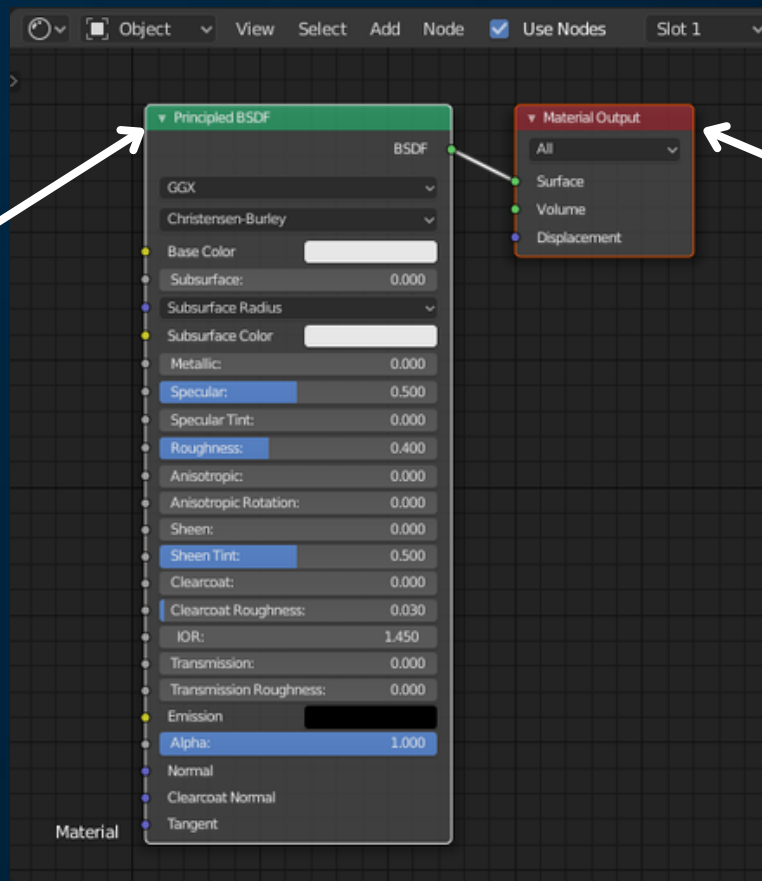 Object View Select Add Node Use Nodes Slot 1
Principled BSDF
BSDF
GGX
Christensen-Burley
Base Color
Subsurface: 0.000
Subsurface Radius
Subsurface Color
Metallic: 0.000
Specular: 0.500
Specular Tint: 0.000
Roughness: 0.400
Anisotropic: 0.000
Anisotropic Rotation: 0.000
Sheen: 0.000
Sheen Tint: 0.500
Clearcoat: 0.000
Clearcoat Roughness: 0.030
IOR: 1.450
Transmission: 0.000
Transmission Roughness: 0.000
Emission
Alpha: 1.000
Normal
Clearcoat Normal
Tangent
Material Output
All
Surface
Volume
Displacement
Material